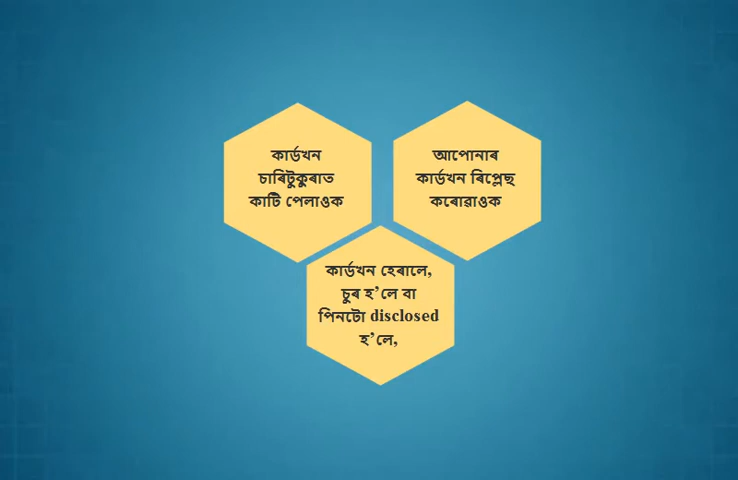 কাৰ্ডখন
চাৰিটুকুৰাত
কাটি পেলাওক
আপোনাৰ
কাৰ্ডখন ৰিপ্লেছ
কৰোৱাওক
কাৰ্ডখন হেৰালে,
চুৰ হ’লে বা
পিনটো disclosed
হ’লে,